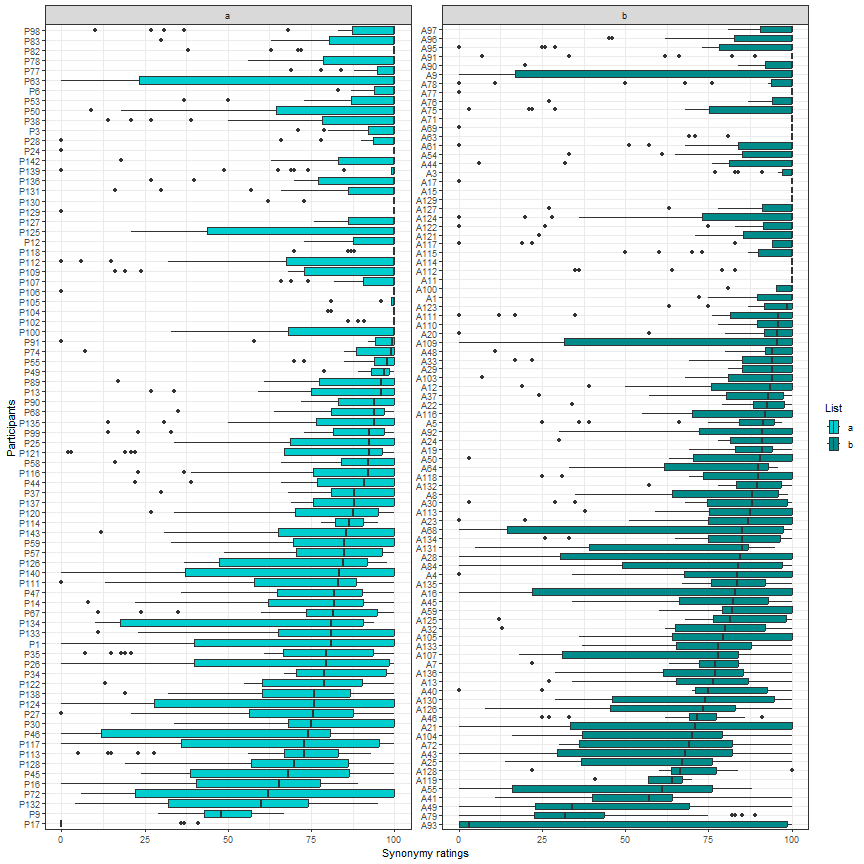 a
b
P98
P83
P82
P78
P77
P63
P6
P53
P50
P38
P3
P28
P24
P142
P139
P136
P131
P130
P129
P127
P125
P12
P118
P112
P109
P107
P106
P105
P104
P102
P100
P91
P74
P55
P49
P89
P13
P90
P68
P135
P99
P25
P121
P58
P116
P44
P37
P137
P120
P114
P143
P59
P57
P126
P140
P111
P47
P14
P67
P134
P133
P1
P35
P26
P34
P122
P138
P124
P27
P30
P46
P117
P113
P128
P45
P16
P72
P132
P9
P17
A97
A96
A95
A91
A90
A9
A78
A77
A76
A75
A71
A69
A63
A61
A54
A44
A3
A17
A15
A129
A127
A124
A122
A121
A117
A115
A114
A112
A11
A100
A1
A123
A111
A110
A20
A109
A48
A33
A29
A103
A12
A37
A22
A116
A5
A92
A24
A19
A50
A64
A118
A132
A8
A30
A113
A23
A68
A134
A131
A28
A84
A4
A135
A16
A45
A59
A125
A32
A105
A133
A107
A7
A136
A13
A40
A130
A126
A46
A21
A104
A72
A43
A25
A128
A119
A55
A41
A49
A79
A93
0 25 50 75 100
0 25 50 75 100
Synonymy ratings
Participants
List
a
b